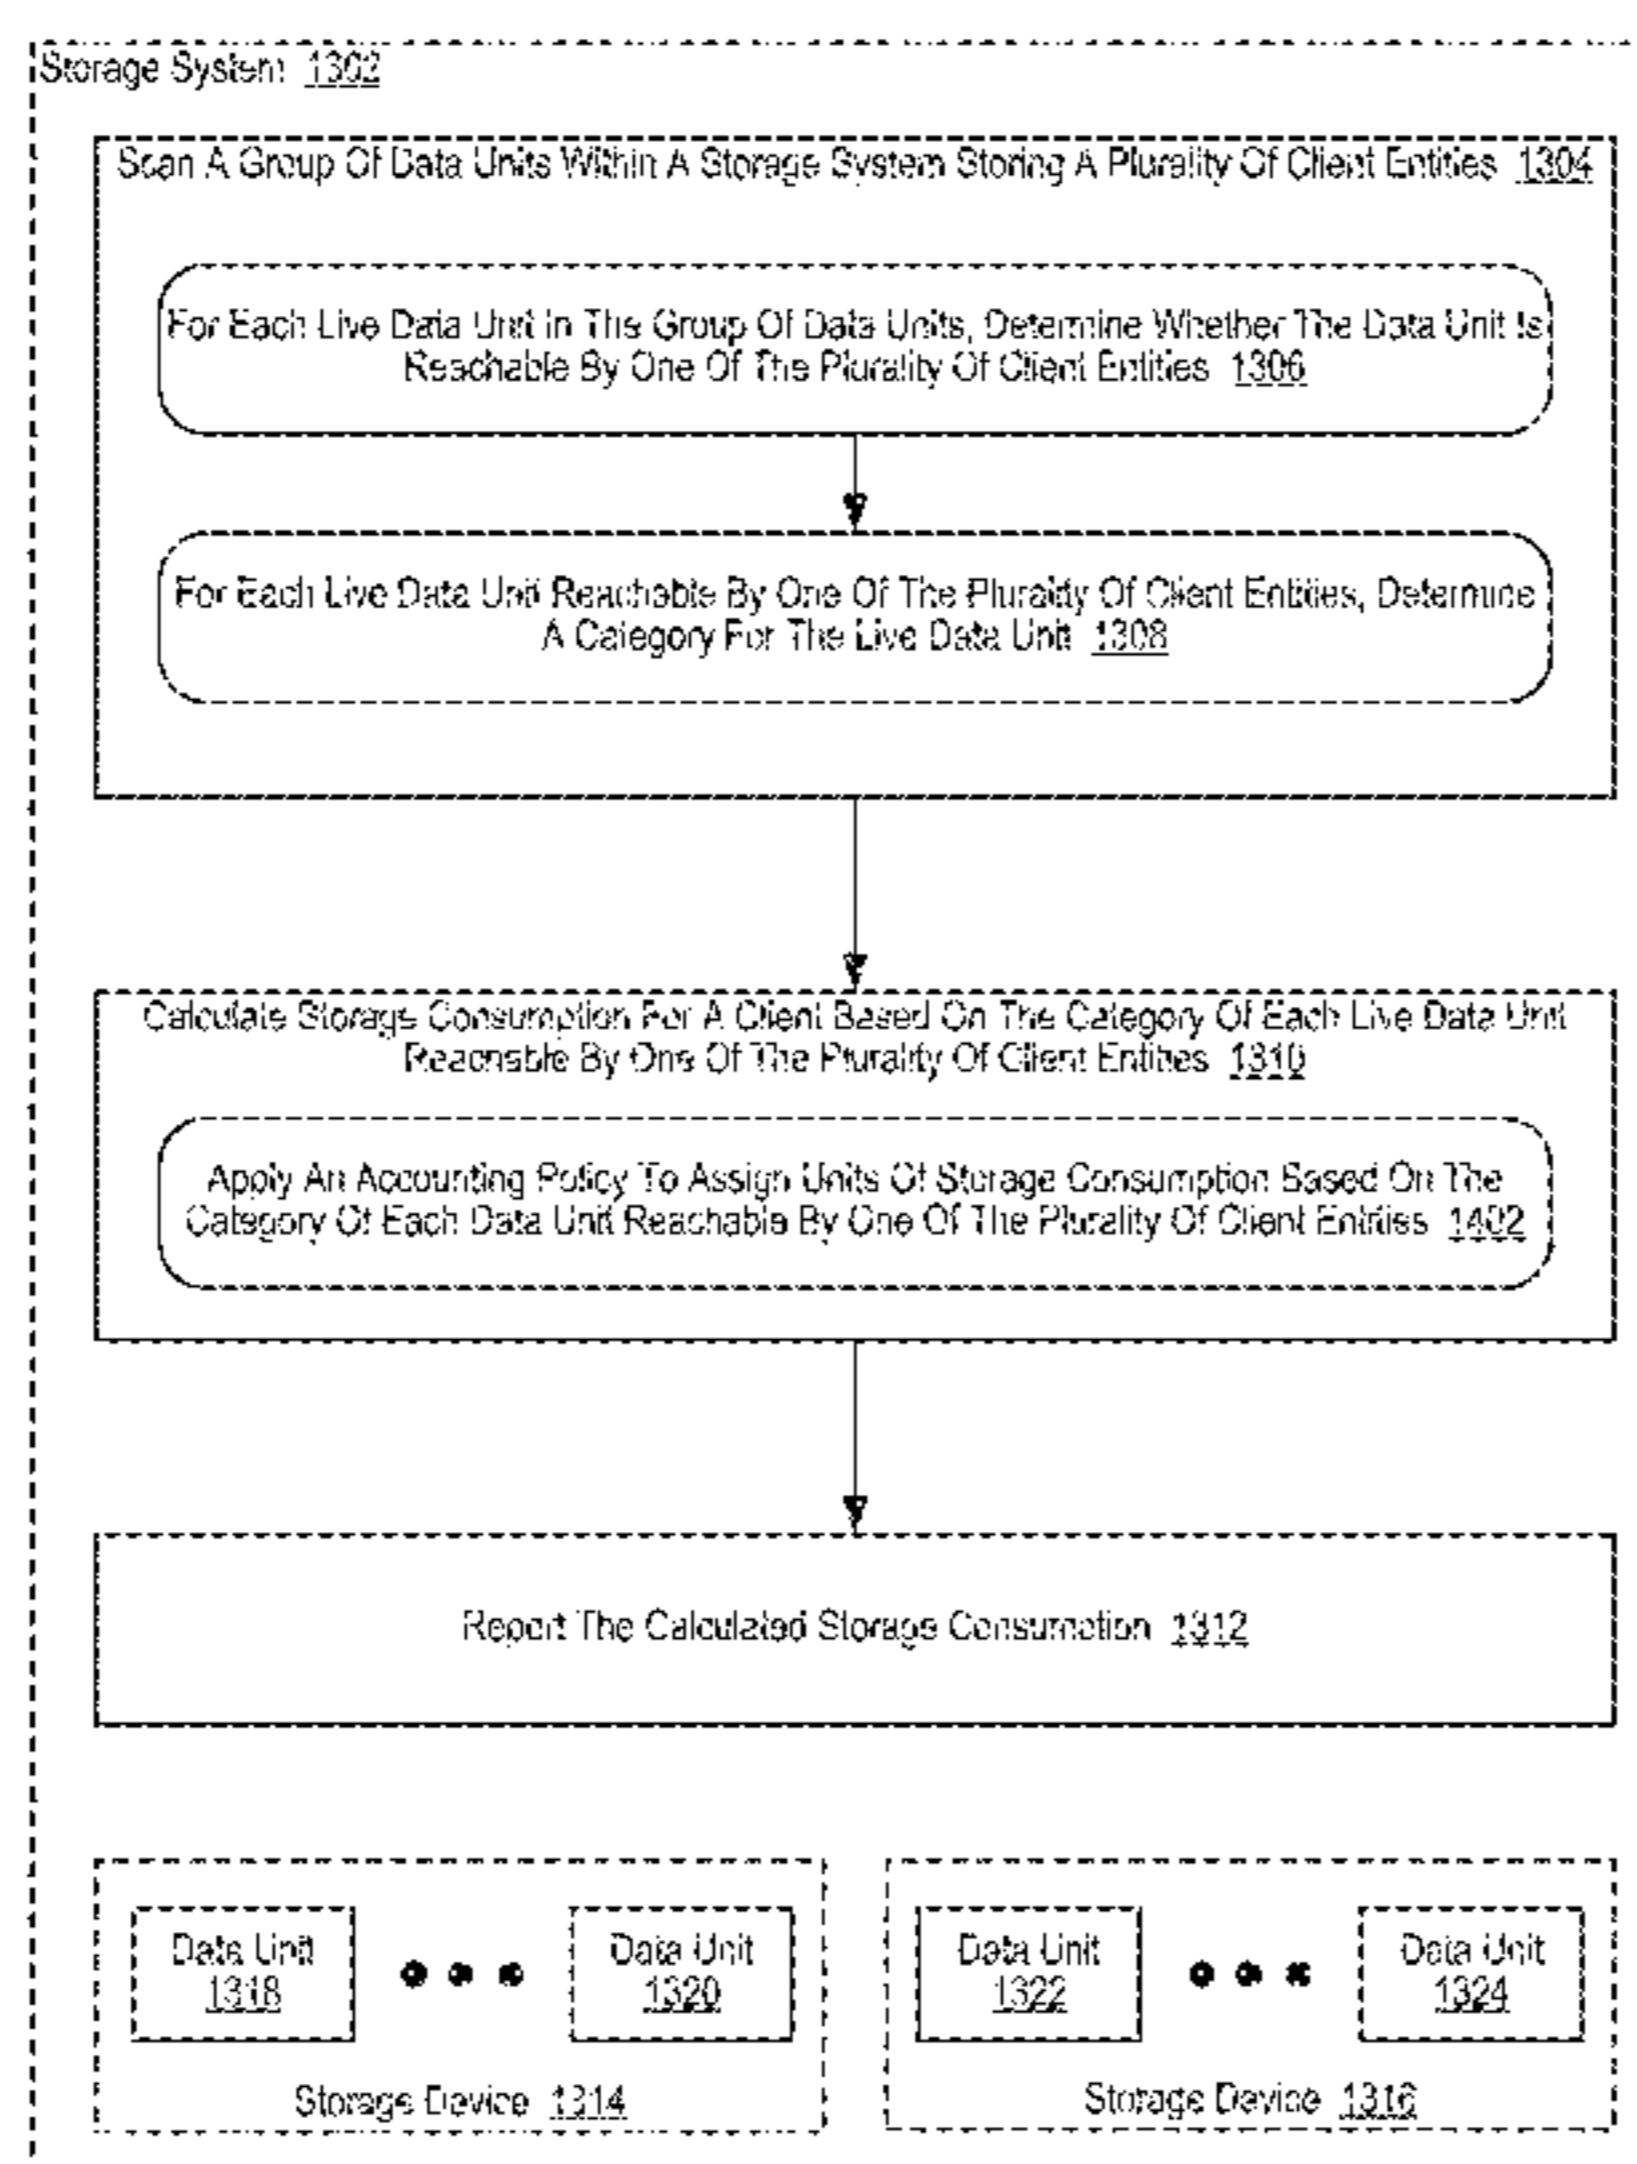 Storage System 1302
Scan A Group Of Data Units Within A Storage System Storing A Plurality Of Client Entities 1304
For Each Live Data Unit In The Group Of Data Units, Determine Whether The Data Unit Is
Reachable By One Of The Plurality Of Client Entities 1306
For Each Live Data Unit Reachable By One Of The Plurality Of Client Entities, Determine
A Category For The Live Data Unit 1308
Calculate Storage Consumption For A Client Based On The Category Of Each Live Data Unit
Reachable By One Of The Plurality Of Client Entities 1310
Apply An Accounting Policy To Assign Units Of Storage Consumption Based On The
Category Of Each Data Unit Reachable By One Of The Plurality Of Client Entities 1402
Report The Calculated Storage Consumption 1312
Data Unit
1318
Data Unit
1320
Storage Device 1314
Data Unit
1322
Data Unit
1324
Storage Device 1316